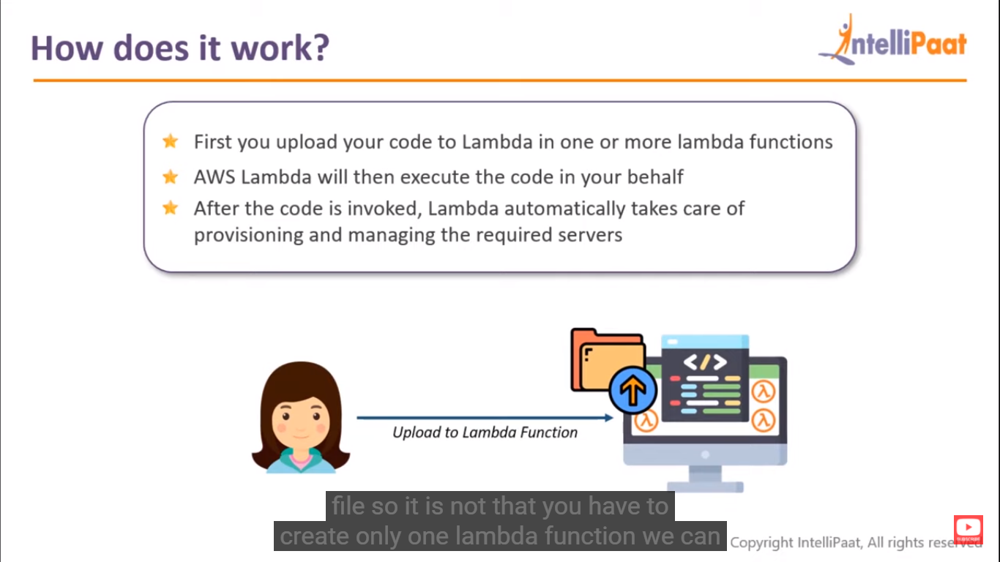 How does it work?
IntelliPaat
First you upload your code to Lambda in one or more lambda functions
AWS Lambda will then execute the code in your behalf
After the code is invoked, Lambda automatically takes care of
provisioning and managing the required servers
</>
λ
λ
λ
Upload to Lambda Function
file so it is not that you have to
create only one lambda function we can
Copyright IntelliPaat, All rights reserved
SUBSCRIBE